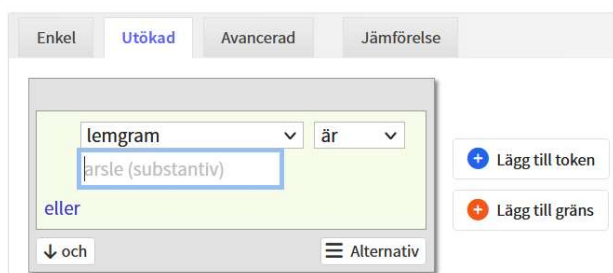 Enkel Utökad Avancerad Jämförelse
lemgram är
arsle (substantiv)
Lägg till token
eller
Lägg till gräns
och Alternativ